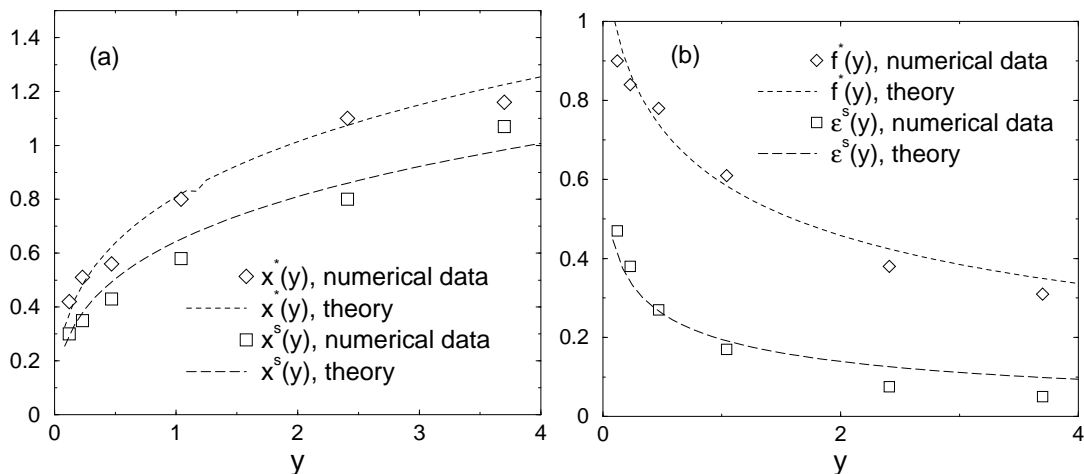 (a)
1.4
1.2
1
0.8
0.6
0.4
0.2
0
0
1
2
3
4
y
x*(y), numerical data
x*(y), theory
x^s(y), numerical data
x^s(y), theory
(b)
1
0.8
0.6
0.4
0.2
0
0
2
4
y
f*(y), numerical data
f*(y), theory
ε^s(y), numerical data
ε^s(y), theory